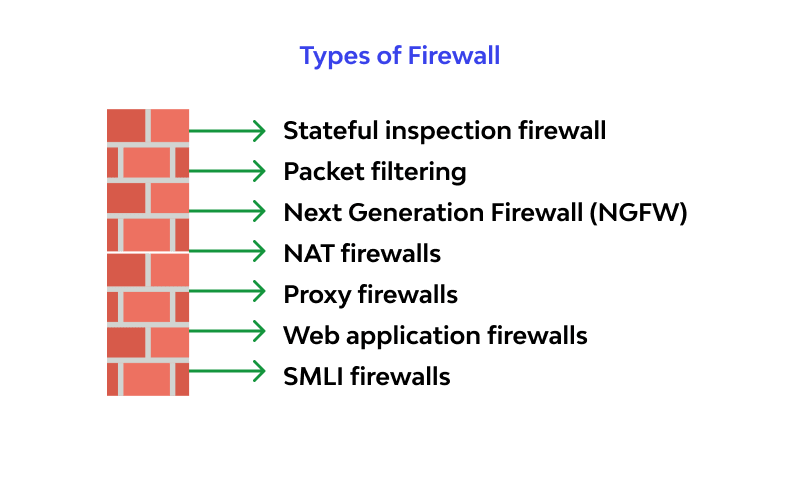 Types of Firewall
Stateful inspection firewall
Packet filtering
Next Generation Firewall (NGFW)
NAT firewalls
Proxy firewalls
Web application firewalls
SMLI firewalls